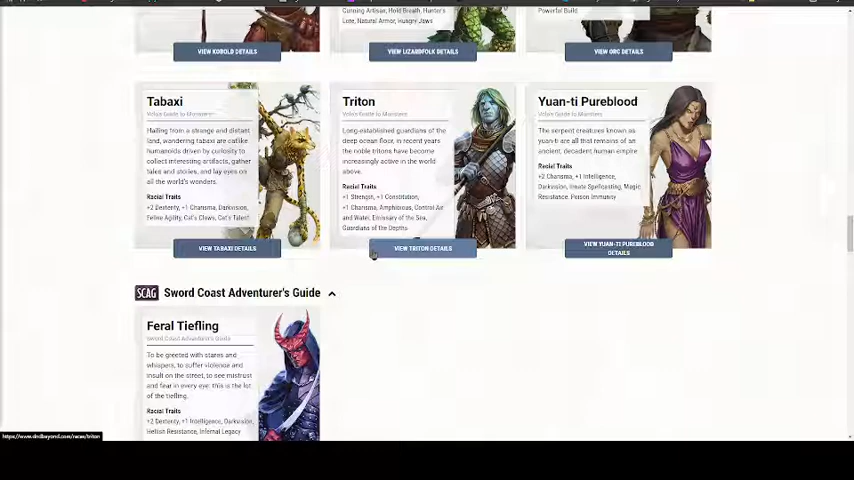 Cunning Artisan, Hold Breath, Hunter's
Lore, Natural Armor, Hungry Jaws
Powerful Build
VIEW KOBOLD DETAILS
VIEW LIZARDFOLK DETAILS
VIEW ORC DETAILS
Tabaxi
Volo's Guide to Monsters
Hailing from a strange and distant
land, wandering tabaxi are catlike
humanoids driven by curiosity to
collect interesting artifacts, gather
tales and stories, and lay eyes on
all the world's wonders.
Racial Traits
+2 Dexterity, +1 Charisma, Darkvision,
Feline Agility, Cat's Claws, Cat's Talent
VIEW TABAXI DETAILS
Triton
Volo's Guide to Monsters
Long-established guardians of the
deep ocean floor, in recent years
the noble tritons have become
increasingly active in the world
above.
Racial Traits
+1 Strength, +1 Constitution,
+1 Charisma, Amphibious, Control Air
and Water, Emissary of the Sea,
Guardians of the Depths
VIEW TRITON DETAILS
Yuan-ti Pureblood
Volo's Guide to Monsters
The serpent creatures known as
yuan-ti are all that remains of an
ancient, decadent human empire.
Racial Traits
+2 Charisma, +1 Intelligence,
Darkvision, Innate Spellcasting, Magic
Resistance, Poison Immunity
VIEW YUAN-TI PUREBLOOD
DETAILS
SCAG Sword Coast Adventurer's Guide
Feral Tiefling
Sword Coast Adventurer's Guide
To be greeted with stares and
whispers, to suffer violence and
insult on the street, to see mistrust
and fear in every eye: this is the lot
of the tiefling.
Racial Traits
+2 Dexterity, +1 Intelligence, Darkvision,
Hellish Resistance, Infernal Legacy
https://www.dndbeyond.com/races/triton